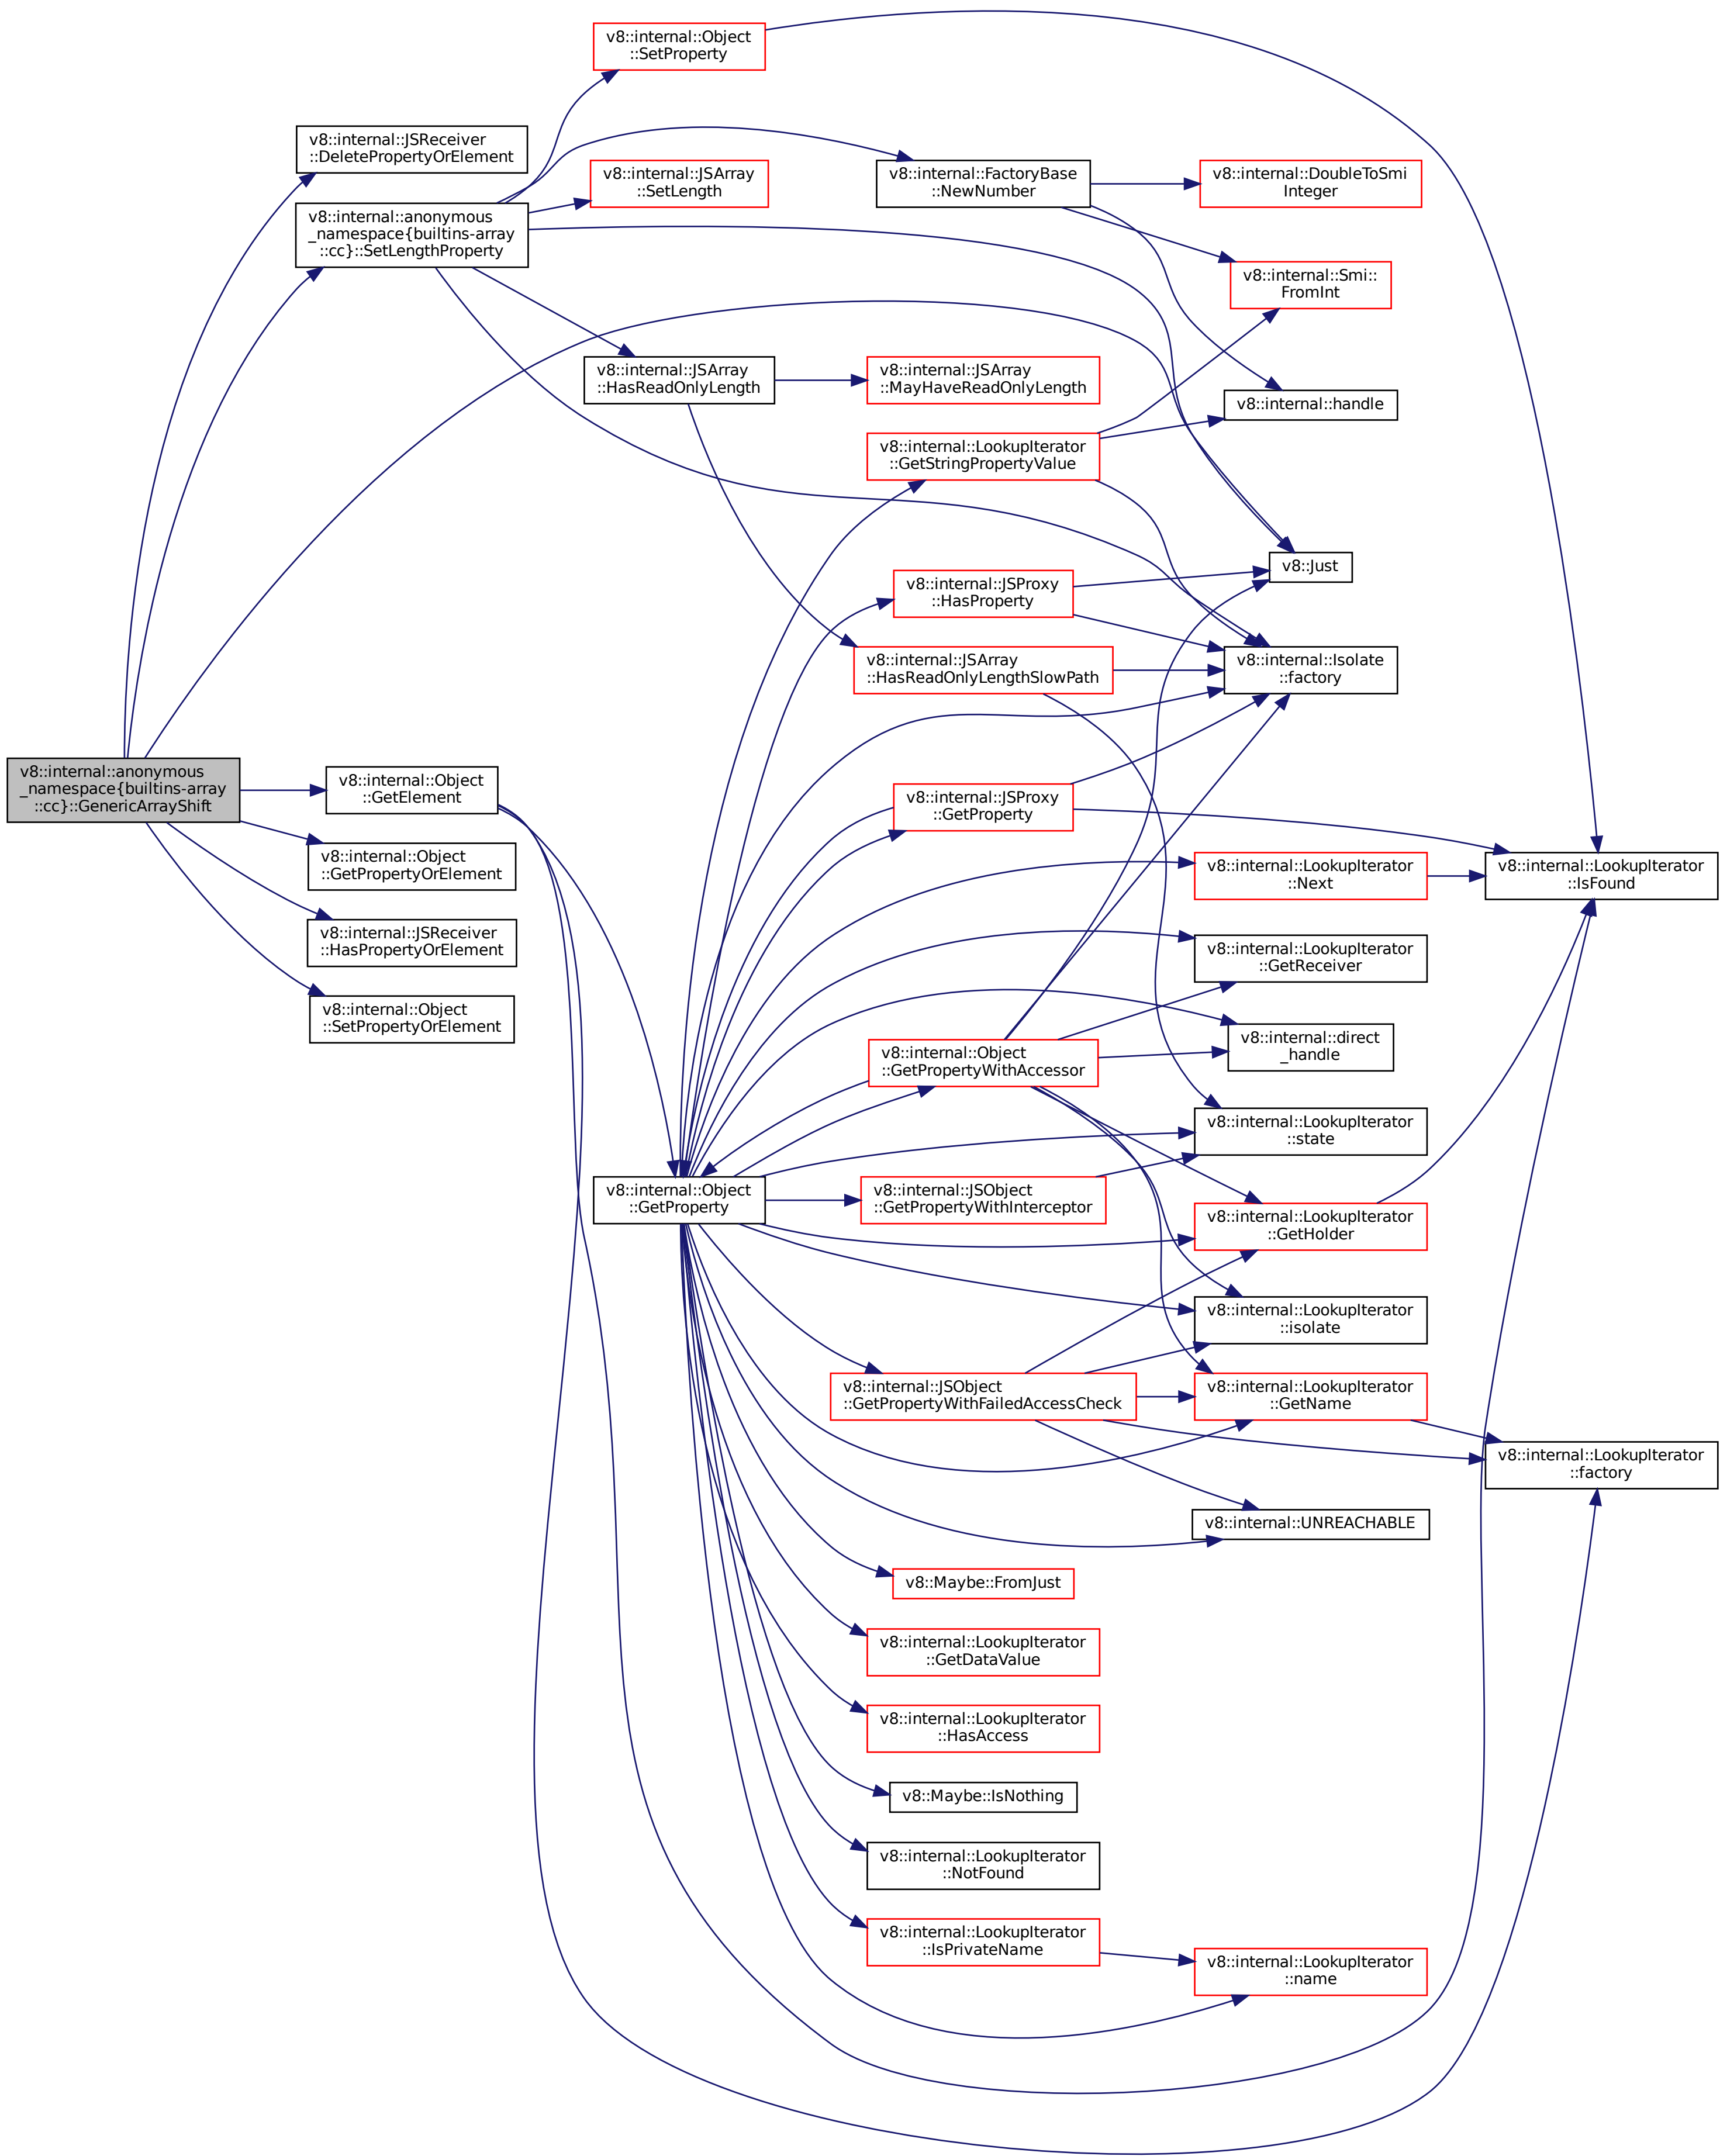 v8::internal::Object
::SetProperty
v8::internal::JSReceiver
::DeletePropertyOrElement
v8::internal::FactoryBase
::NewNumber
v8::internal::DoubleToSmi
Integer
v8::internal::JSArray
::SetLength
v8::internal::anonymous
_namespace{builtins-array
::cc}::SetLengthProperty
v8::internal::Smi::
FromInt
v8::internal::JSArray
::HasReadOnlyLength
v8::internal::JSArray
::MayHaveReadOnlyLength
v8::internal::handle
v8::internal::LookupIterator
::GetStringPropertyValue
v8::Just
v8::internal::JSProxy
::HasProperty
v8::internal::JSArray
::HasReadOnlyLengthSlowPath
v8::internal::Isolate
::factory
v8::internal::anonymous
_namespace{builtins-array
::cc}::GenericArrayShift
v8::internal::Object
::GetElement
v8::internal::JSProxy
::GetProperty
v8::internal::Object
::GetPropertyOrElement
v8::internal::LookupIterator
::Next
v8::internal::LookupIterator
::IsFound
v8::internal::JSReceiver
::HasPropertyOrElement
v8::internal::LookupIterator
::GetReceiver
v8::internal::Object
::SetPropertyOrElement
v8::internal::direct
_handle
v8::internal::Object
::GetPropertyWithAccessor
v8::internal::LookupIterator
::state
v8::internal::Object
::GetProperty
v8::internal::JSObject
::GetPropertyWithInterceptor
v8::internal::LookupIterator
::GetHolder
v8::internal::LookupIterator
::isolate
v8::internal::JSObject
::GetPropertyWithFailedAccessCheck
v8::internal::LookupIterator
::GetName
v8::internal::LookupIterator
::factory
v8::internal::UNREACHABLE
v8::Maybe::FromJust
v8::internal::LookupIterator
::GetDataValue
v8::internal::LookupIterator
::HasAccess
v8::Maybe::IsNothing
v8::internal::LookupIterator
::NotFound
v8::internal::LookupIterator
::IsPrivateName
v8::internal::LookupIterator
::name